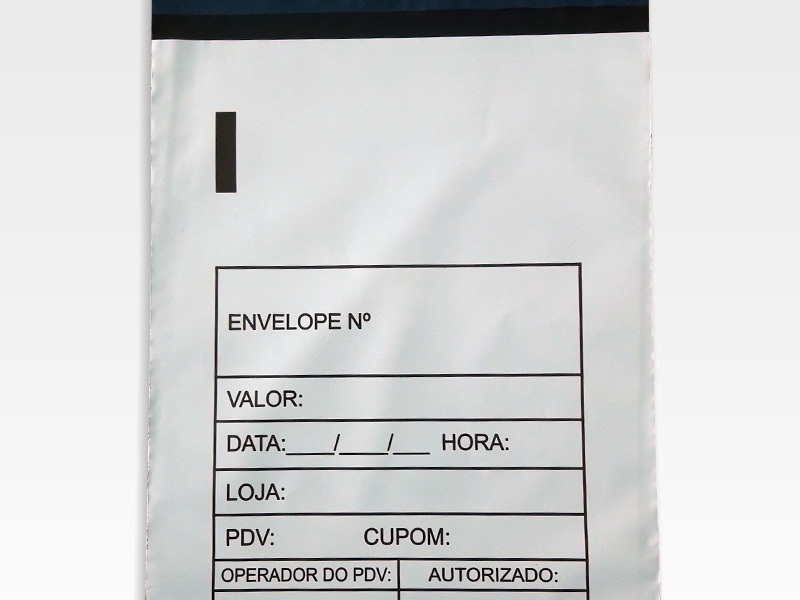 ENVELOPE Nº
VALOR:
DATA:____/____/___ HORA:
LOJA:
PDV: CUPOM:
OPERADOR DO PDV: AUTORIZADO: